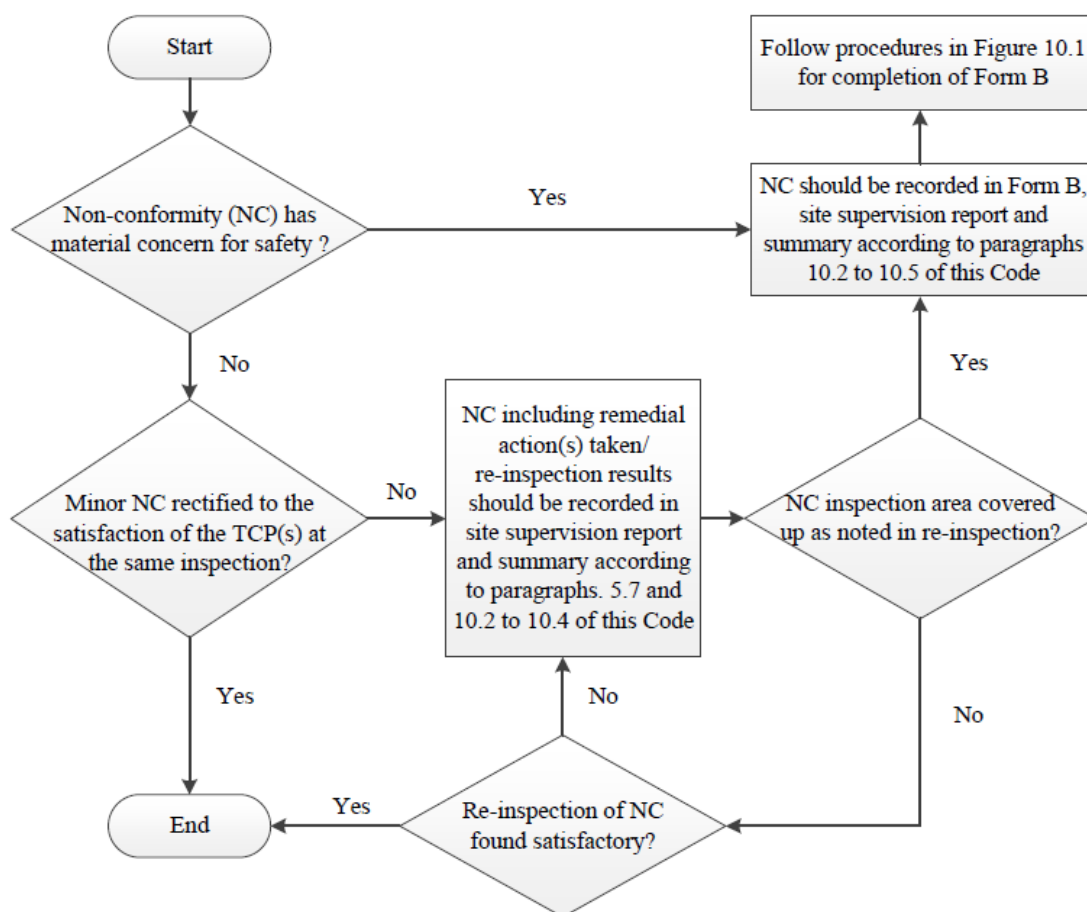 Start
Follow procedures in Figure 10.1
for completion of Form B
Non-conformity (NC) has
material concern for safety ?
Yes
NC should be recorded in Form B,
site supervision report and
summary according to paragraphs
10.2 to 10.5 of this Code
No
Yes
Minor NC rectified to the
satisfaction of the TCP(s) at
the same inspection?
No
NC including remedial
action(s) taken/
re-inspection results
should be recorded in
site supervision report
and summary according
to paragraphs. 5.7 and
10.2 to 10.4 of this Code
NC inspection area covered
up as noted in re-inspection?
Yes
No
No
End
Yes
Re-inspection of NC
found satisfactory?